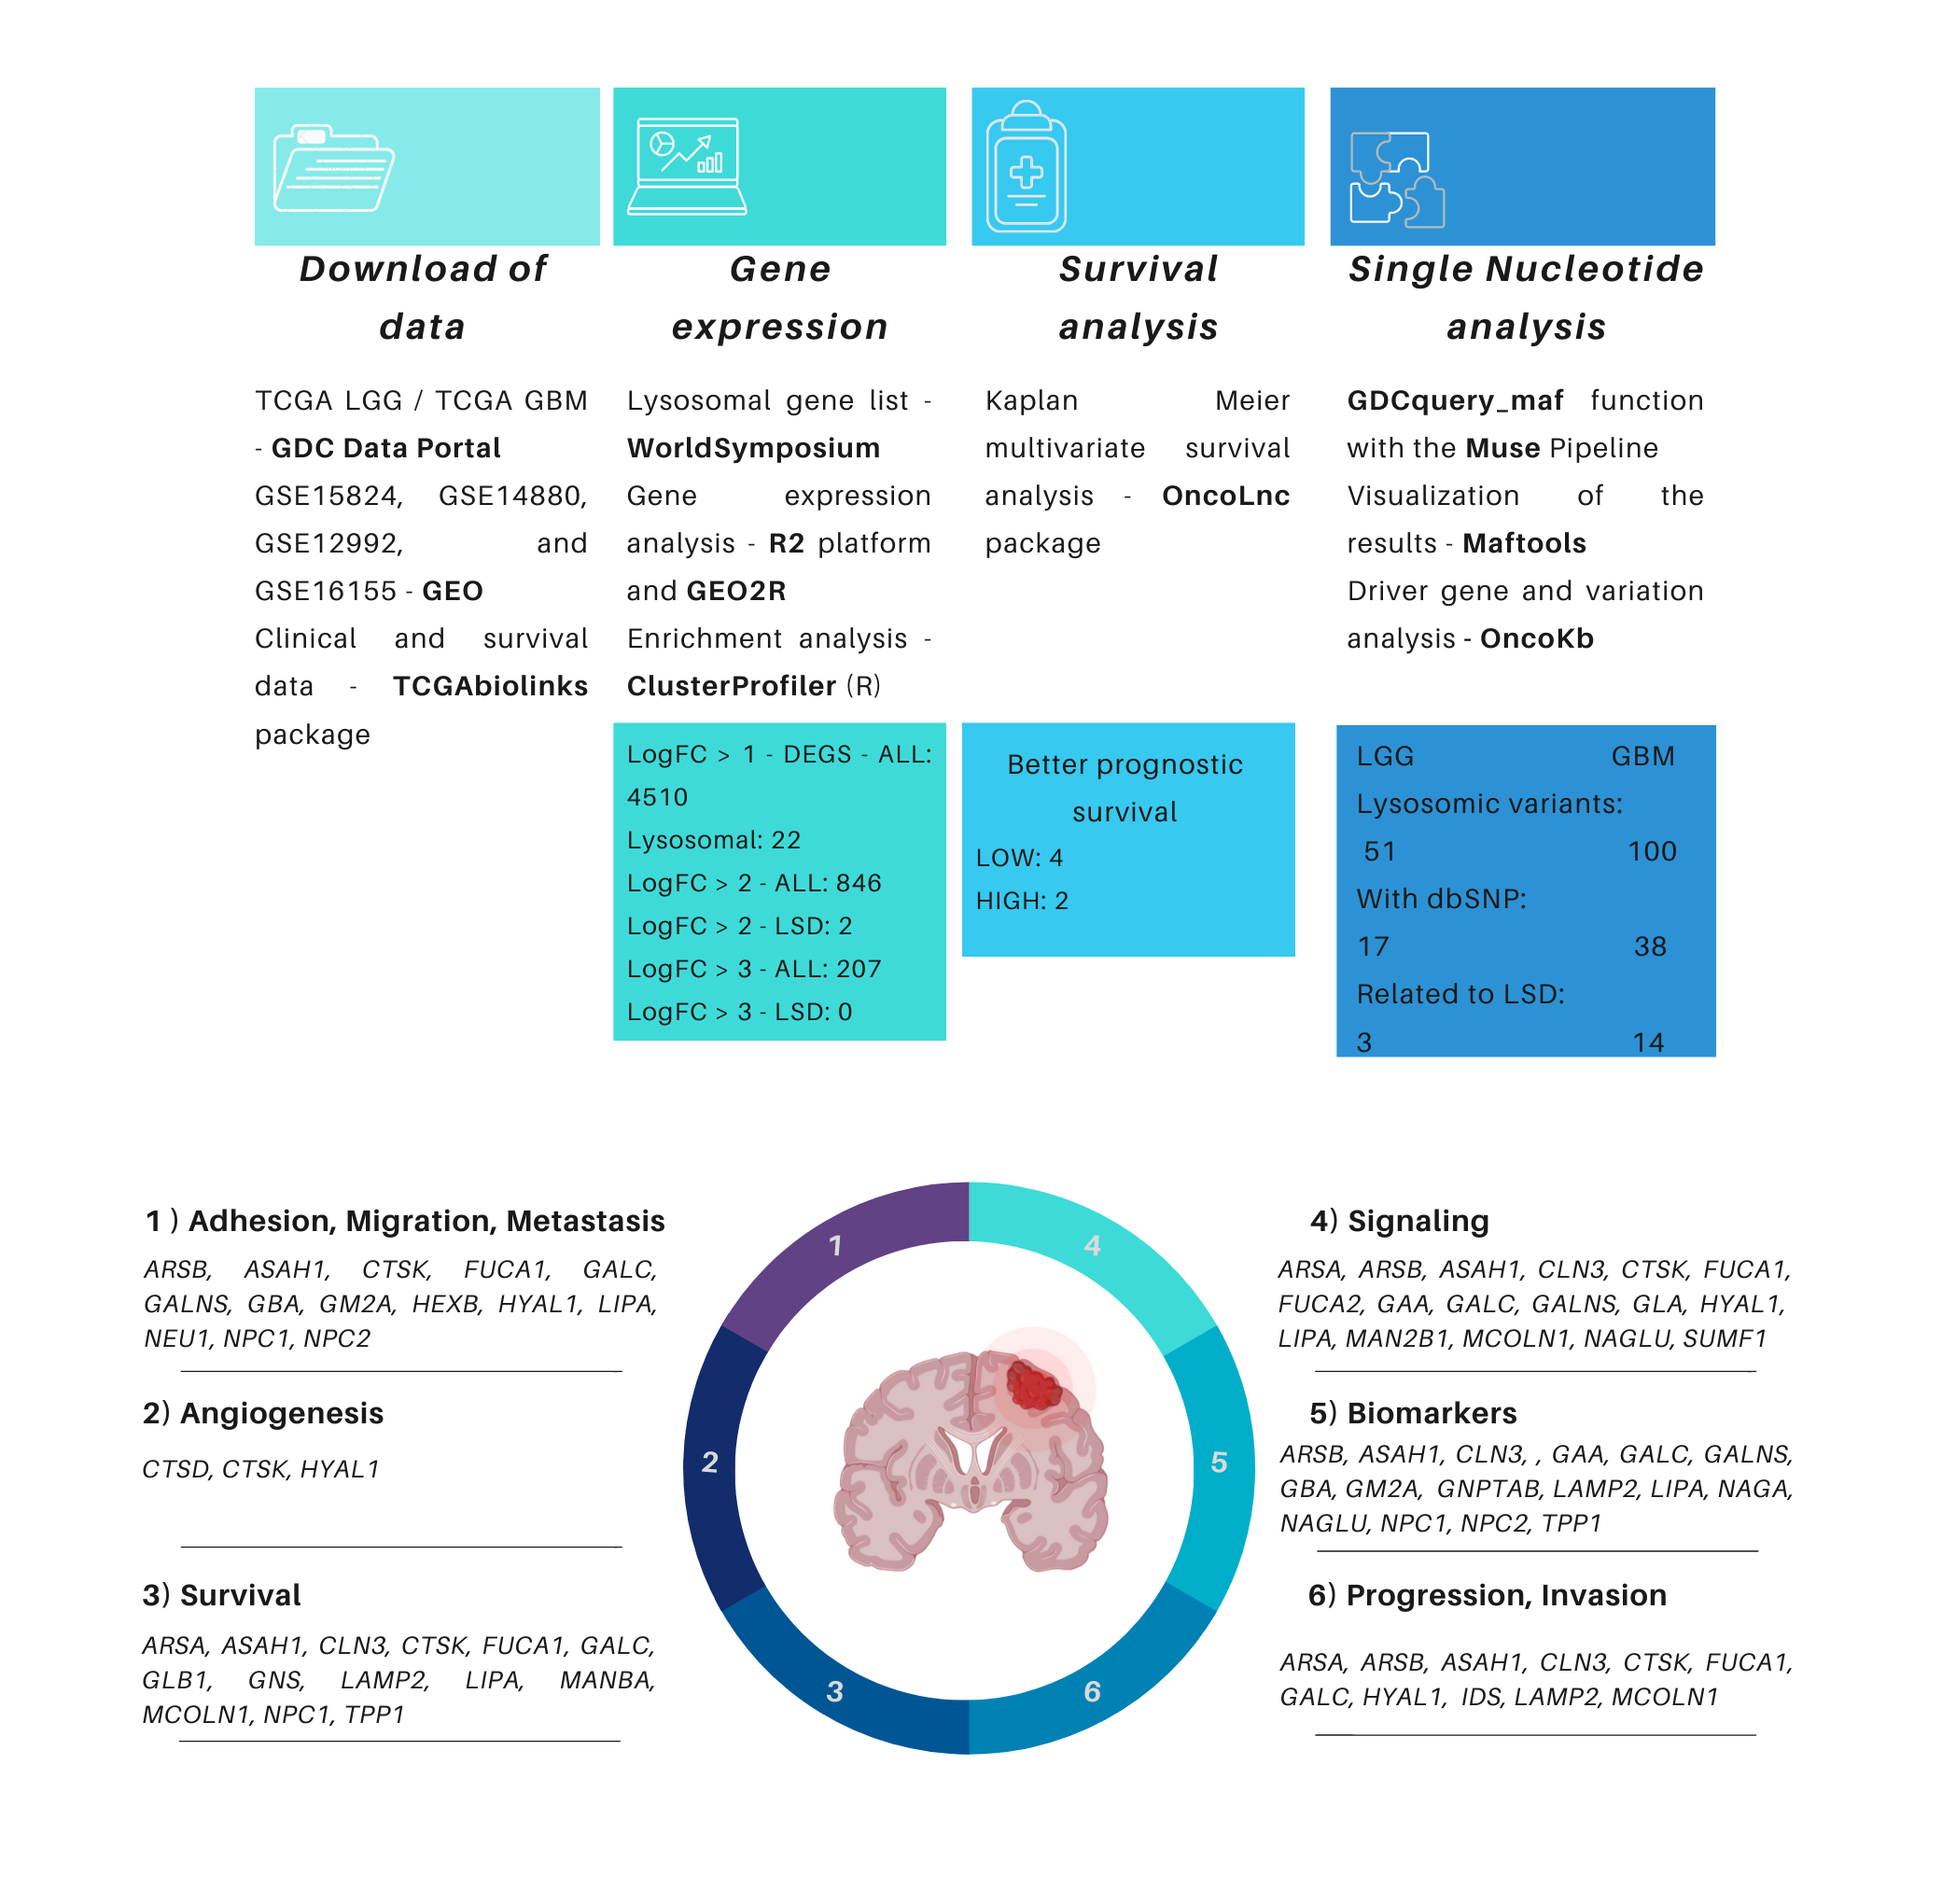 Download of
data
TCGA LGG / TCGA GBM
- GDC Data Portal
GSE15824, GSE14880,
GSE12992, and
GSE16155 - GEO
Clinical and survival
data - TCGAbiolinks
package
Gene
expression
Lysosomal gene list -
WorldSymposium
Gene expression
analysis - R2 platform
and GEO2R
Enrichment analysis -
ClusterProfiler (R)
LogFC > 1 - DEGS - ALL:
4510
Lysosomal: 22
LogFC > 2 - ALL: 846
LogFC > 2 - LSD: 2
LogFC > 3 - ALL: 207
LogFC > 3 - LSD: 0
Survival
analysis
Kaplan Meier
multivariate survival
analysis - OncoLnc
package
Better prognostic
survival
LOW: 4
HIGH: 2
Single Nucleotide
analysis
GDCquery_maf function
with the Muse Pipeline
Visualization of the
results - Maftools
Driver gene and variation
analysis - OncoKb
LGG GBM
Lysosomic variants:
51 100
With dbSNP:
17 38
Related to LSD:
3 14
1 ) Adhesion, Migration, Metastasis
ARSB, ASAH1, CTSK, FUCA1, GALC,
GALNS, GBA, GM2A, HEXB, HYAL1, LIPA,
NEU1, NPC1, NPC2
2) Angiogenesis
CTSD, CTSK, HYAL1
3) Survival
ARSA, ASAH1, CLN3, CTSK, FUCA1, GALC,
GLB1, GNS, LAMP2, LIPA, MANBA,
MCOLN1, NPC1, TPP1
1
2
3
4
5
6
4) Signaling
ARSA, ARSB, ASAH1, CLN3, CTSK, FUCA1,
FUCA2, GAA, GALC, GALNS, GLA, HYAL1,
LIPA, MAN2B1, MCOLN1, NAGLU, SUMF1
5) Biomarkers
ARSB, ASAH1, CLN3, , GAA, GALC, GALNS,
GBA, GM2A, GNPTAB, LAMP2, LIPA, NAGA,
NAGLU, NPC1, NPC2, TPP1
6) Progression, Invasion
ARSA, ARSB, ASAH1, CLN3, CTSK, FUCA1,
GALC, HYAL1, IDS, LAMP2, MCOLN1